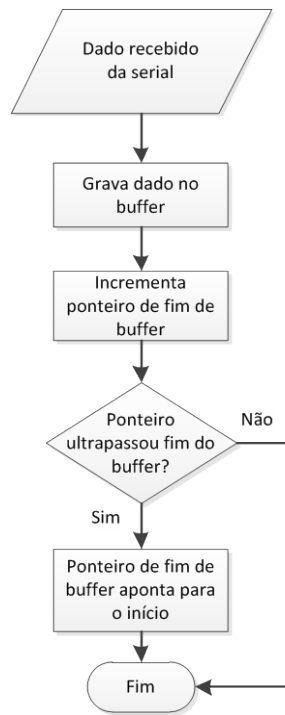 Dado recebido
da serial
Grava dado no
buffer
Incrementa
ponteiro de fim de
buffer
Ponteiro
ultrapassou fim do
buffer?
Não
Sim
Ponteiro de fim de
buffer aponta para
o início
Fim